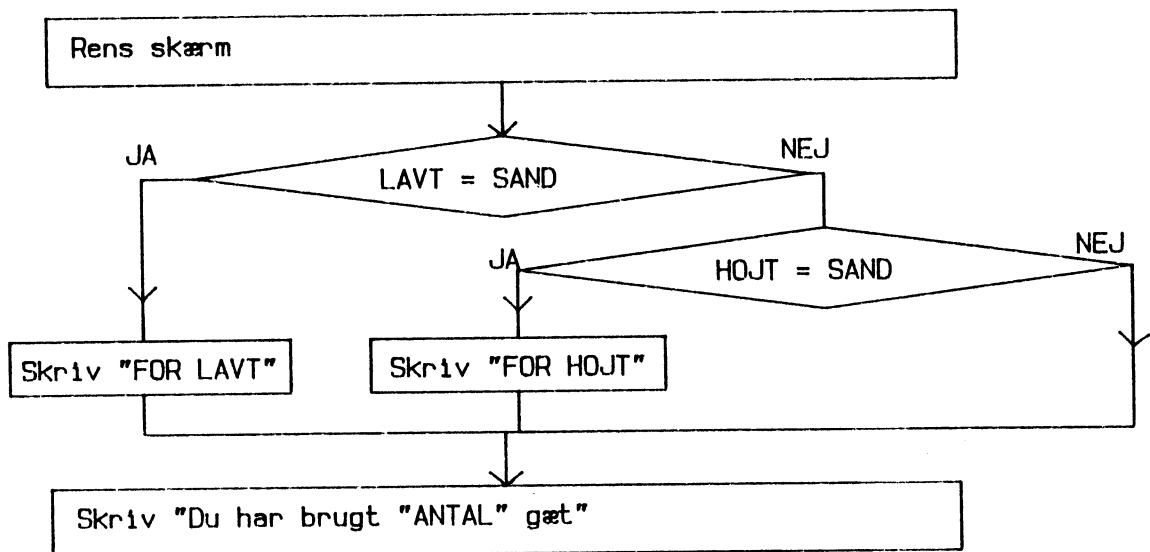 Rens skærm
JA
NEJ
LAVT = SAND
JA
NEJ
HOJT = SAND
Skriv "FOR LAVT"
Skriv "FOR HOJT"
Skriv "Du har brugt "ANTAL" gæt"